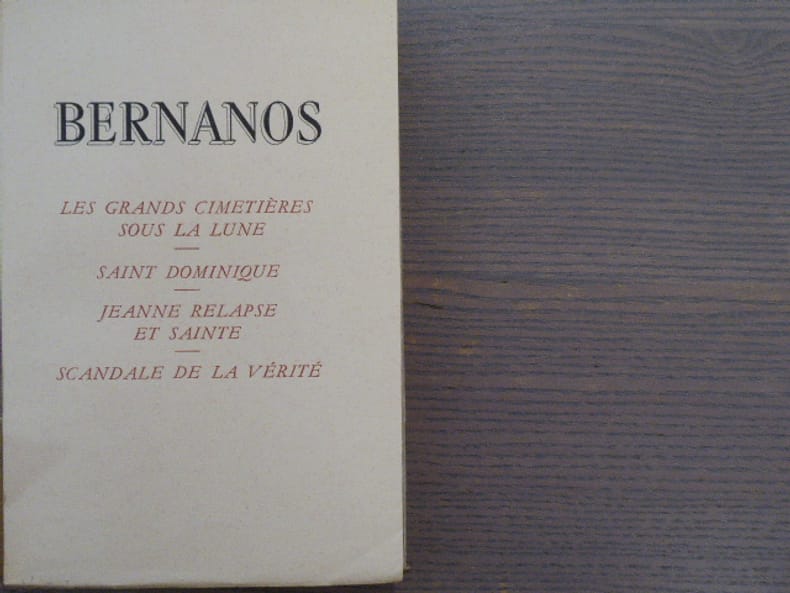 BERNANOS
LES GRANDS CIMETIÈRES
SOUS LA LUNE
SAINT DOMINIQUE
JEANNE RELAPSE
ET SAINTE
SCANDALE DE LA VÉRITÉ